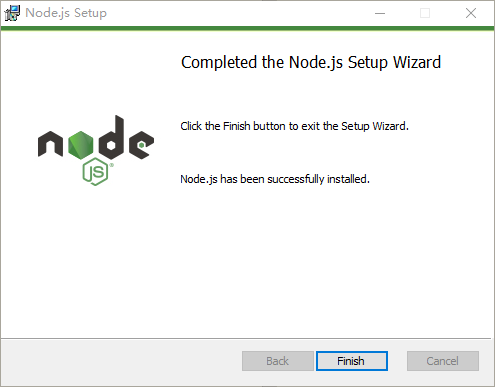 Node.js Setup
Completed the Node.js Setup Wizard
Click the Finish button to exit the Setup Wizard.
node
JS®
Node.js has been successfully installed.
Back Finish Cancel